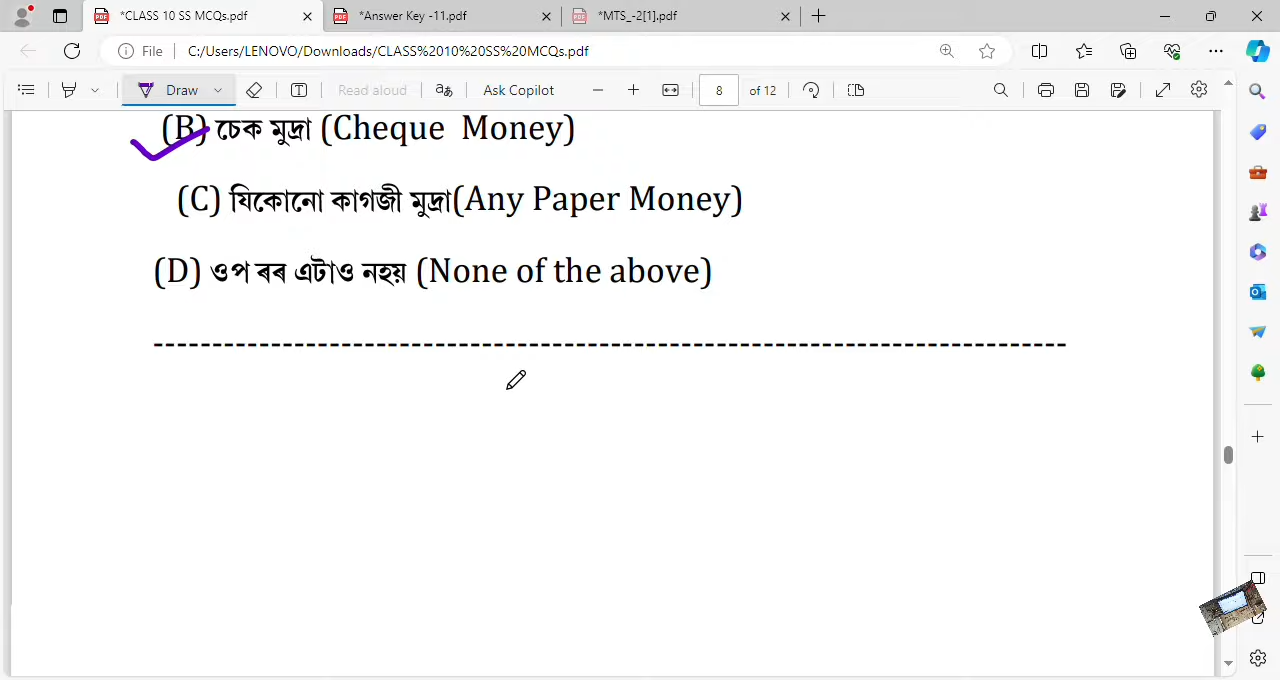 *CLASS 10 SS MCQs.pdf
*Answer Key -11.pdf
*MTS_-2[1].pdf
File
C:/Users/LENOVO/Downloads/CLASS%2010%20SS%20MCQs.pdf
Draw
Read aloud
aあ
Ask Copilot
8
of 12
(B) চেক মুদ্ৰা (Cheque Money)
(C) যিকোনো কাগজী মুদ্ৰা(Any Paper Money)
(D) ওপ ৰৰ এটাও নহয় (None of the above)
------------------------------------------------------------------------------